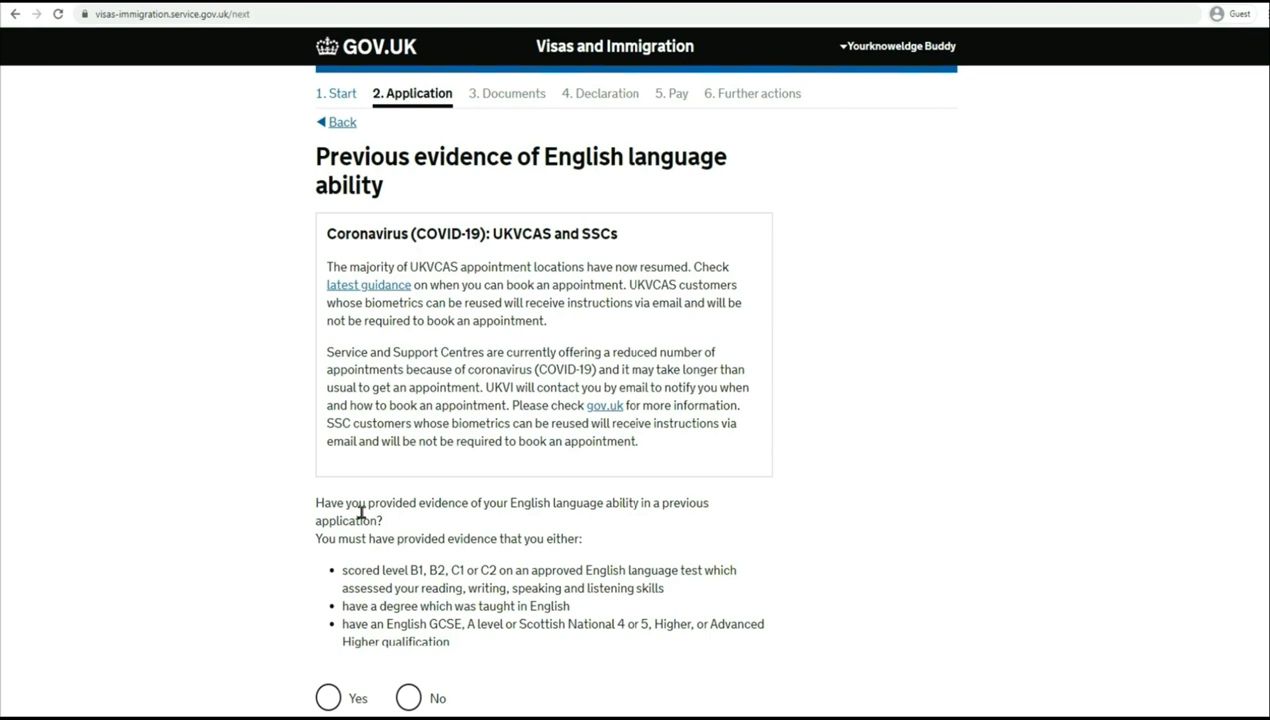 visas-immigration.service.gov.uk/next
Guest
GOV.UK
Visas and Immigration
Yourknoweldge Buddy
1. Start
2. Application
3. Documents
4. Declaration
5. Pay
6. Further actions
Back
Previous evidence of English language
ability
Coronavirus (COVID-19): UKVCAS and SSCs
The majority of UKVCAS appointment locations have now resumed. Check
latest guidance on when you can book an appointment. UKVCAS customers
whose biometrics can be reused will receive instructions via email and will be
not be required to book an appointment.
Service and Support Centres are currently offering a reduced number of
appointments because of coronavirus (COVID-19) and it may take longer than
usual to get an appointment. UKVI will contact you by email to notify you when
and how to book an appointment. Please check gov.uk for more information.
SSC customers whose biometrics can be reused will receive instructions via
email and will be not be required to book an appointment.
Have you provided evidence of your English language ability in a previous
application?
You must have provided evidence that you either:
• scored level B1, B2, C1 or C2 on an approved English language test which
assessed your reading, writing, speaking and listening skills
• have a degree which was taught in English
• have an English GCSE, A level or Scottish National 4 or 5, Higher, or Advanced
Higher qualification
Yes
No